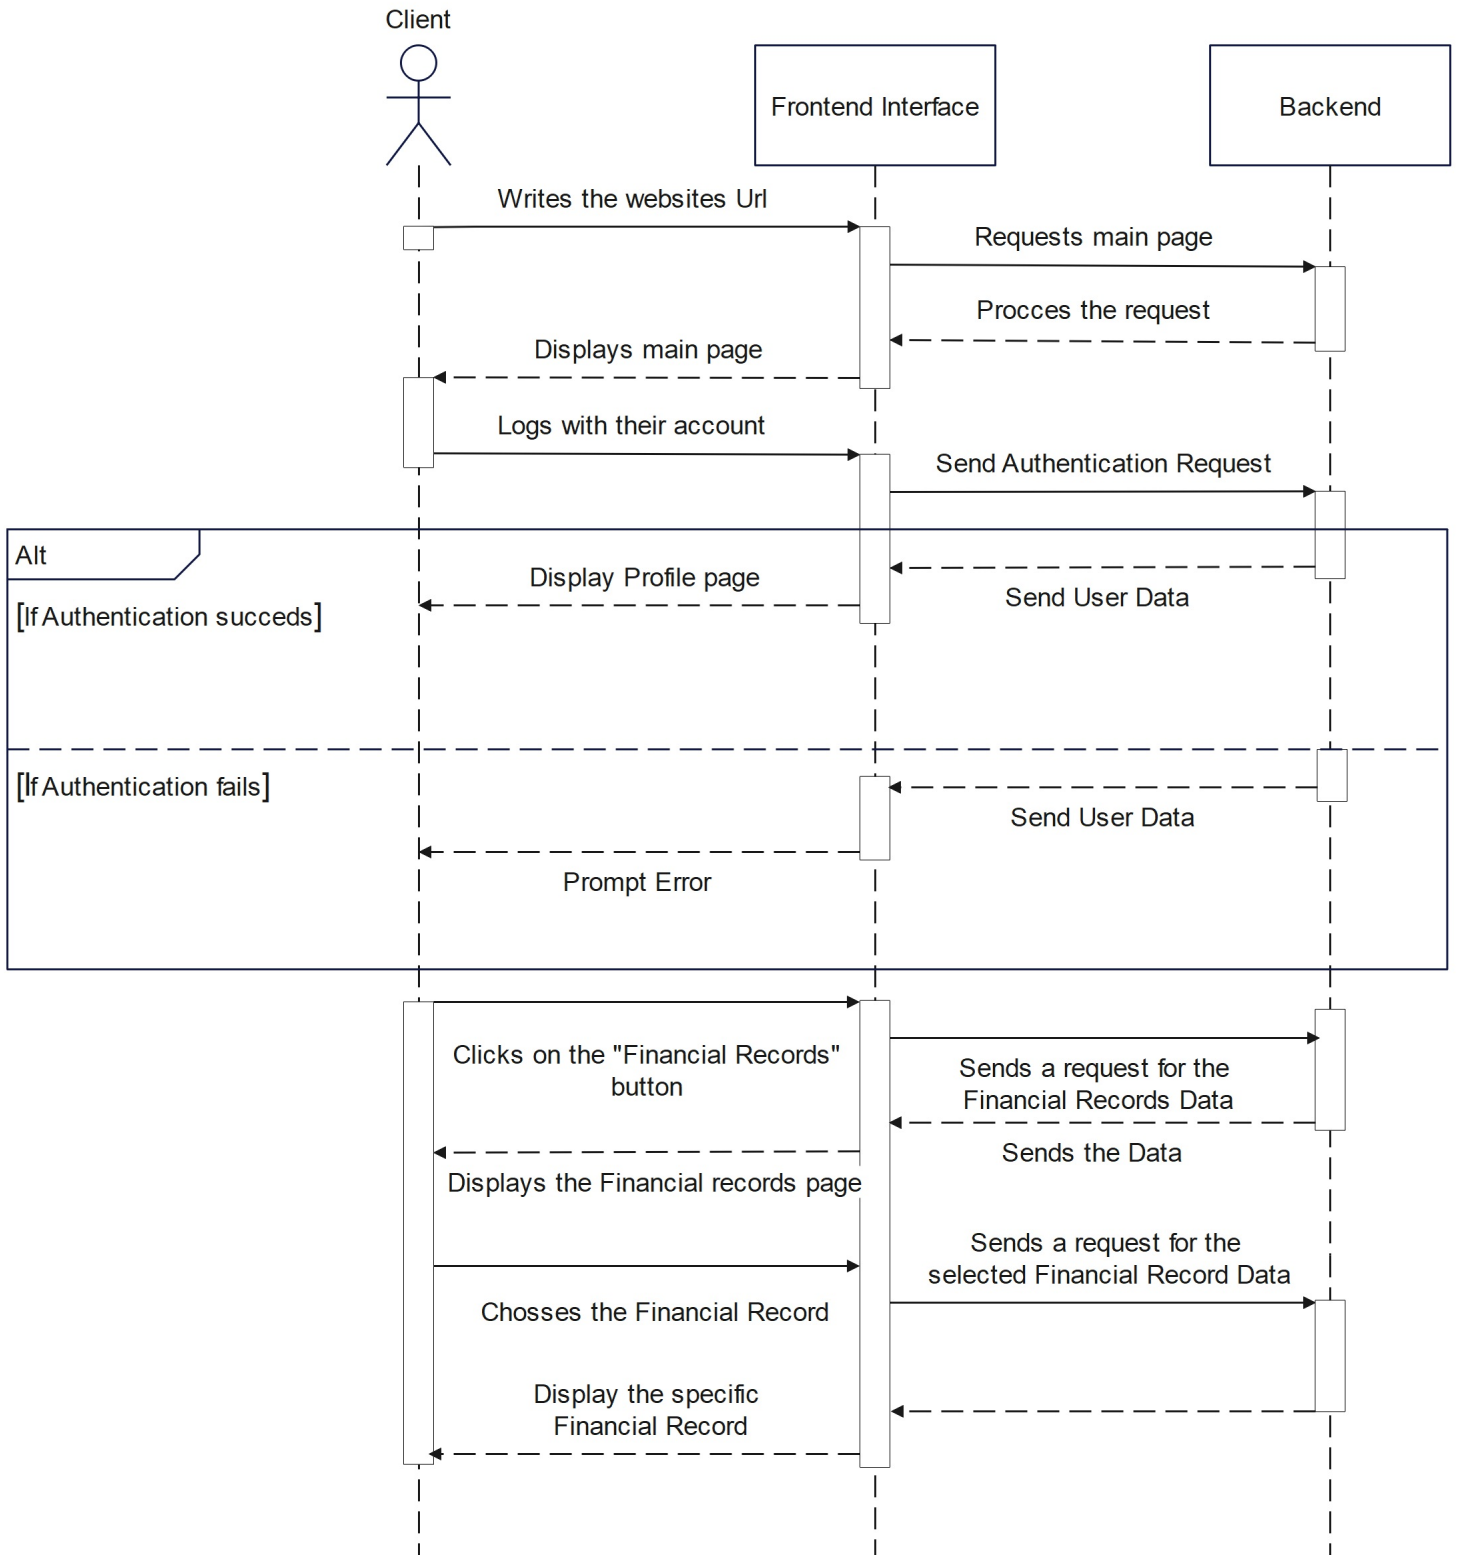 Client
Frontend Interface
Backend
Writes the websites Url
Requests main page
Procces the request
Displays main page
Logs with their account
Send Authentication Request
Alt
Display Profile page
Send User Data
[If Authentication succeds]
[If Authentication fails]
Send User Data
Prompt Error
Clicks on the "Financial Records"
button
Sends a request for the
Financial Records Data
Sends the Data
Displays the Financial records page
Sends a request for the
selected Financial Record Data
Chosses the Financial Record
Display the specific
Financial Record